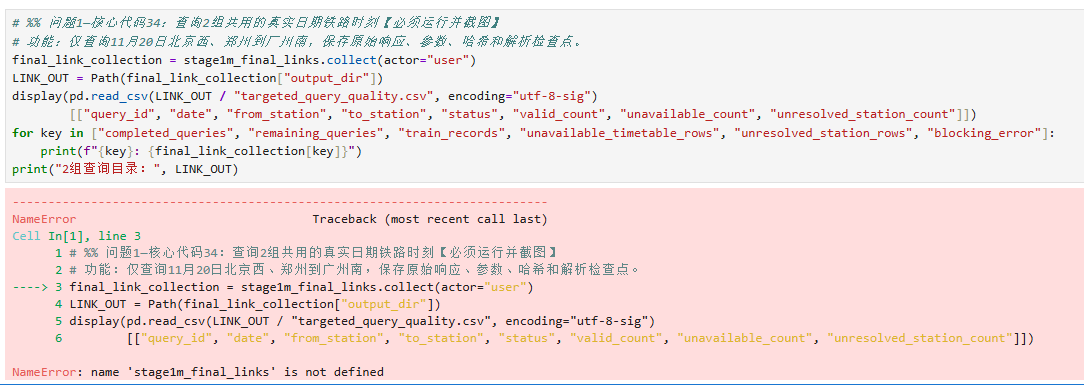 # %% 问题1—核心代码34：查询2组共用的真实日期铁路时刻【必须运行并截图】
# 功能：仅查询11月20日北京西、郑州到广州南，保存原始响应、参数、哈希和解析检查点。
final_link_collection = stage1m_final_links.collect(actor="user")
LINK_OUT = Path(final_link_collection["output_dir"])
display(pd.read_csv(LINK_OUT / "targeted_query_quality.csv", encoding="utf-8-sig")
        [["query_id", "date", "from_station", "to_station", "status", "valid_count", "unavailable_count", "unresolved_station_count"]])
for key in ["completed_queries", "remaining_queries", "train_records", "unavailable_timetable_rows", "unresolved_station_rows", "blocking_error"]:
    print(f"{key}: {final_link_collection[key]}")
print("2组查询目录：", LINK_OUT)
---------------------------------------------------------------------------
NameError                                 Traceback (most recent call last)
Cell In[1], line 3
      1 # %% 问题1—核心代码34：查询2组共用的真实日期铁路时刻【必须运行并截图】
      2 # 功能：仅查询11月20日北京西、郑州到广州南，保存原始响应、参数、哈希和解析检查点。
----> 3 final_link_collection = stage1m_final_links.collect(actor="user")
      4 LINK_OUT = Path(final_link_collection["output_dir"])
      5 display(pd.read_csv(LINK_OUT / "targeted_query_quality.csv", encoding="utf-8-sig")
      6         [["query_id", "date", "from_station", "to_station", "status", "valid_count", "unavailable_count", "unresolved_station_count"]])
NameError: name 'stage1m_final_links' is not defined